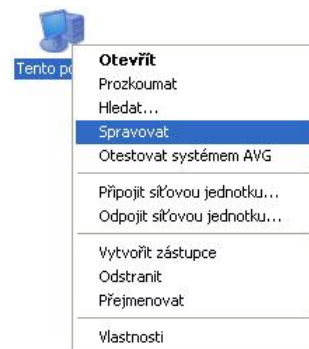 Tento po
Otevřít
Prozkoumat
Hledat...
Spravovat
Otestovat systémem AVG
Připojit síťovou jednotku...
Odpojit síťovou jednotku...
Vytvořit zástupce
Odstranit
Přejmenovat
Vlastnosti